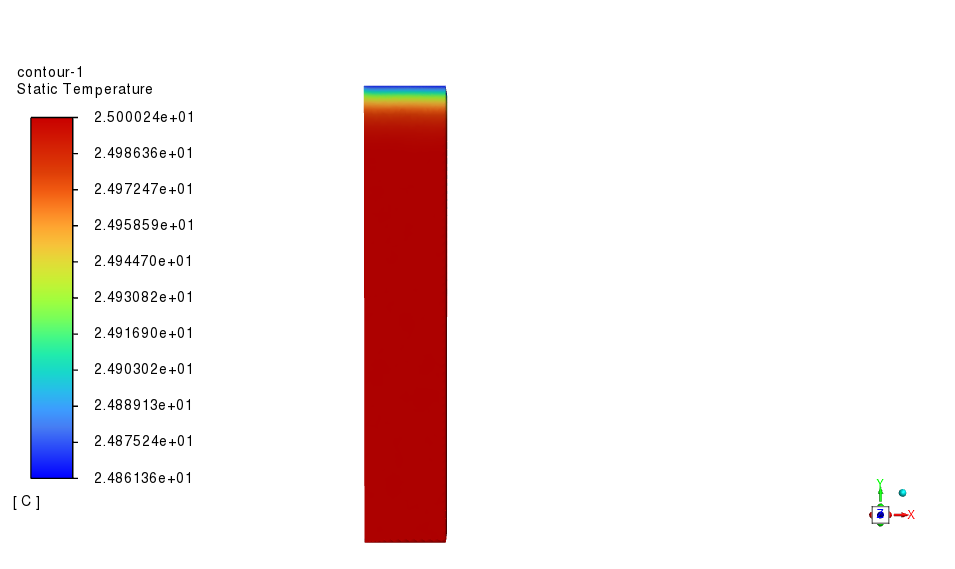 contour-1
Static Temperature
2.500024e+01
2.498636e+01
2.497247e+01
2.495859e+01
2.494470e+01
2.493082e+01
2.491690e+01
2.490302e+01
2.488913e+01
2.487524e+01
2.486136e+01
[ C ]
Y
Z
X